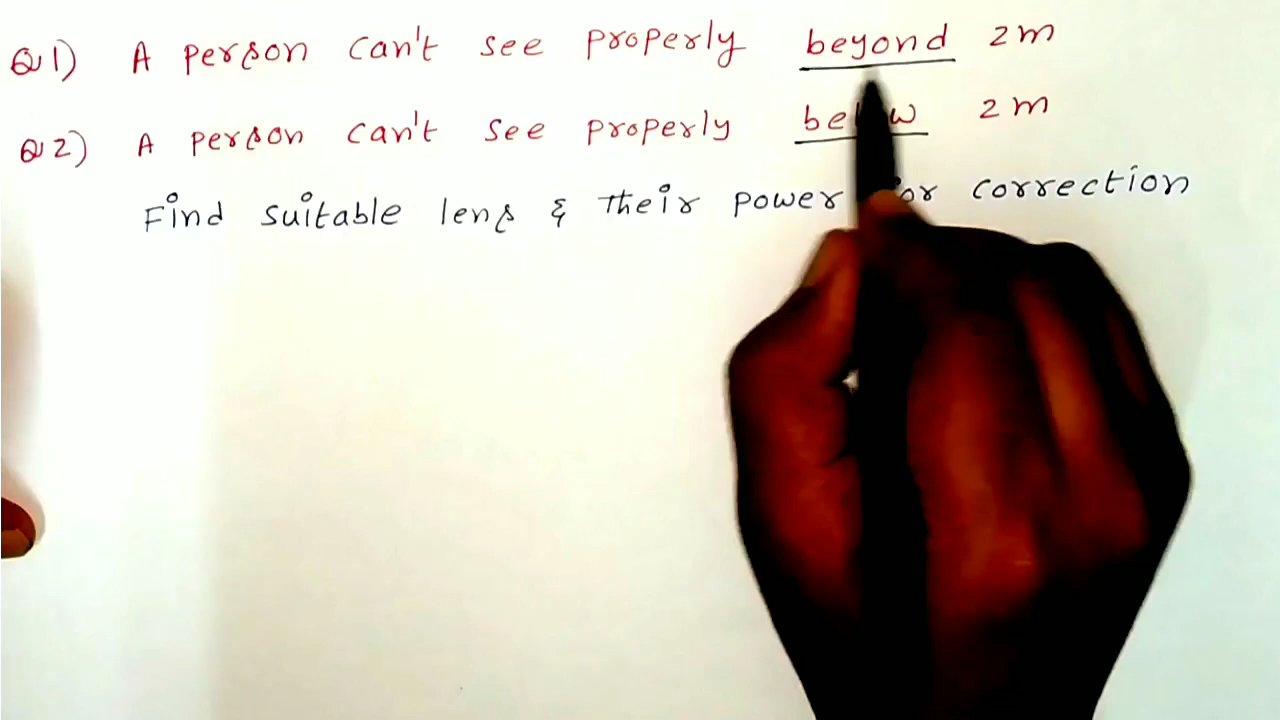 Q1) A person can't see properly beyond 2m
Q2) A person can't see properly 2m
Find suitable lens & their power correction